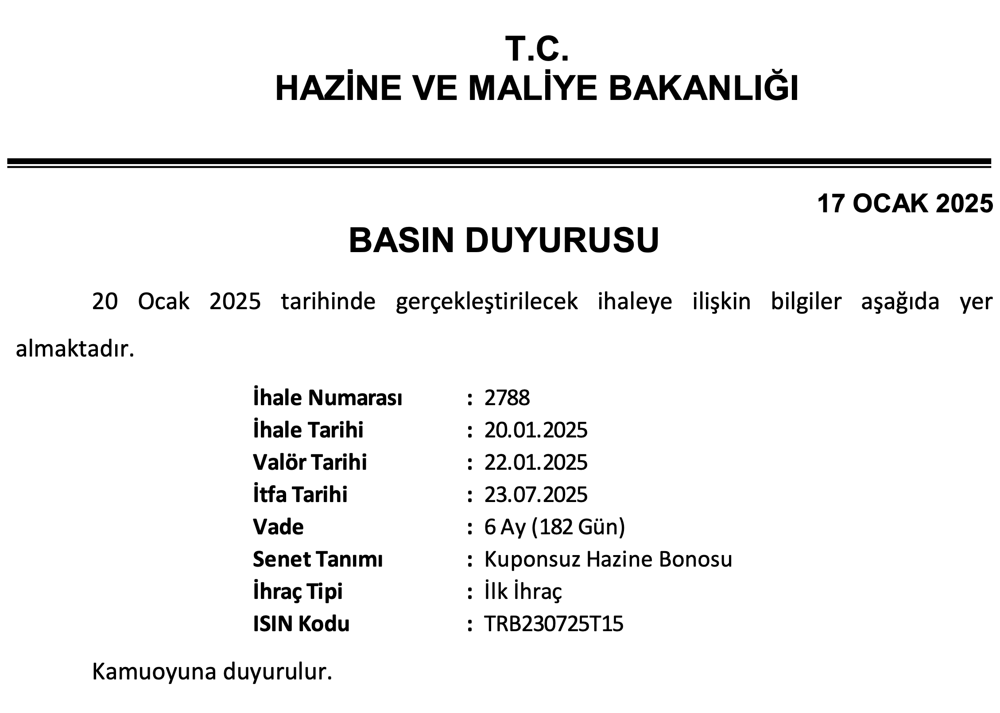 T.C.
HAZİNE VE MALİYE BAKANLIĞI
17 OCAK 2025
BASIN DUYURUSU
20 Ocak 2025 tarihinde gerçekleştirilecek ihaleye ilişkin bilgiler aşağıda yer
almaktadır.
İhale Numarası : 2788
İhale Tarihi : 20.01.2025
Valör Tarihi : 22.01.2025
İtfa Tarihi : 23.07.2025
Vade : 6 Ay (182 Gün)
Senet Tanımı : Kuponsuz Hazine Bonosu
İhraç Tipi : İlk İhraç
ISIN Kodu : TRB230725T15
Kamuoyuna duyurulur.